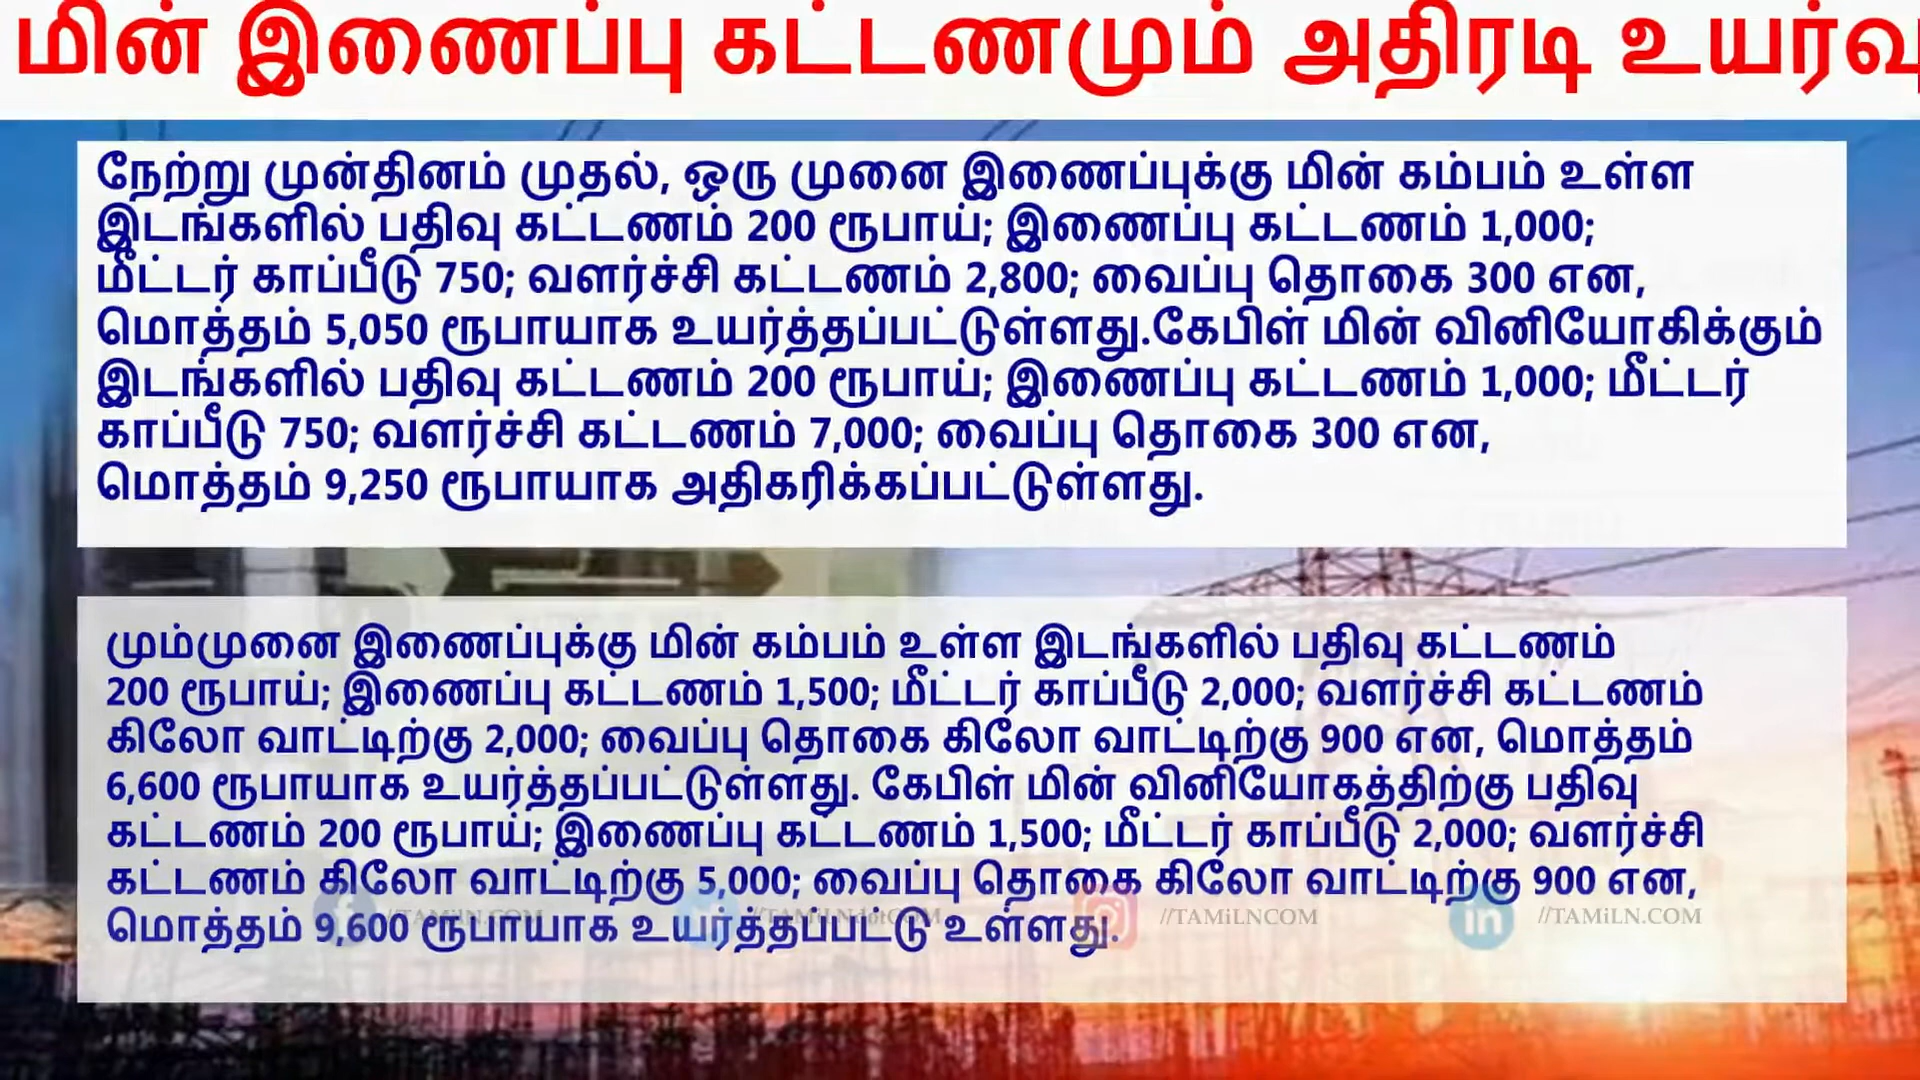 மின் இணைப்பு கட்டணமும் அதிரடி உயர்வு
நேற்று முன்தினம் முதல், ஒரு முனை இணைப்புக்கு மின் கம்பம் உள்ள
இடங்களில் பதிவு கட்டணம் 200 ரூபாய்; இணைப்பு கட்டணம் 1,000;
மீட்டர் காப்பீடு 750; வளர்ச்சி கட்டணம் 2,800; வைப்பு தொகை 300 என,
மொத்தம் 5,050 ரூபாயாக உயர்த்தப்பட்டுள்ளது.கேபிள் மின் வினியோகிக்கும்
இடங்களில் பதிவு கட்டணம் 200 ரூபாய்; இணைப்பு கட்டணம் 1,000; மீட்டர்
காப்பீடு 750; வளர்ச்சி கட்டணம் 7,000; வைப்பு தொகை 300 என,
மொத்தம் 9,250 ரூபாயாக அதிகரிக்கப்பட்டுள்ளது.
மும்முனை இணைப்புக்கு மின் கம்பம் உள்ள இடங்களில் பதிவு கட்டணம்
200 ரூபாய்; இணைப்பு கட்டணம் 1,500; மீட்டர் காப்பீடு 2,000; வளர்ச்சி கட்டணம்
கிலோ வாட்டிற்கு 2,000; வைப்பு தொகை கிலோ வாட்டிற்கு 900 என, மொத்தம்
6,600 ரூபாயாக உயர்த்தப்பட்டுள்ளது. கேபிள் மின் வினியோகத்திற்கு பதிவு
கட்டணம் 200 ரூபாய்; இணைப்பு கட்டணம் 1,500; மீட்டர் காப்பீடு 2,000; வளர்ச்சி
கட்டணம் கிலோ வாட்டிற்கு 5,000; வைப்பு தொகை கிலோ வாட்டிற்கு 900 என,
மொத்தம் 9,600 ரூபாயாக உயர்த்தப்பட்டு உள்ளது.
//TAMiLN.COM //TAMiLNdotCOM //TAMiLNCOM //TAMiLN.COM